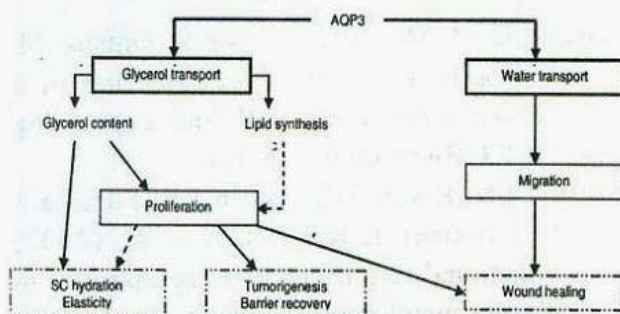 AQP3
Glycerol transport
Water transport
Glycerol content
Lipid synthesis
Migration
Proliferation
SC hydration
Elasticity
Tumorigenesis
Barrier recovery
Wound healing